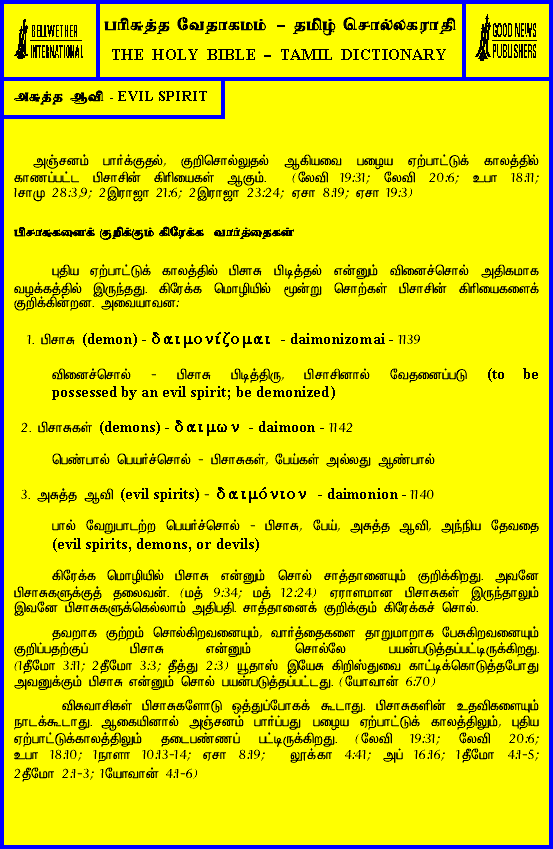 BELLWETHER
INTERNATIONAL
பரிசுத்த வேதாகமம் – தமிழ் சொல்லகராதி
THE HOLY BIBLE – TAMIL DICTIONARY
GOOD NEWS
PUBLISHERS
அசுத்த ஆவி - EVIL SPIRIT
அஞ்சனம் பார்க்குதல், குறிசொல்லுதல் ஆகியவை பழைய ஏற்பாட்டுக் காலத்தில்
காணப்பட்ட பிசாசின் கிரியைகள் ஆகும். (லேவி 19:31; லேவி 20:6; உபா 18:11;
1சாமு 28:3,9; 2இராஜா 21:6; 2இராஜா 23:24; ஏசா 8:19; ஏசா 19:3)
பிசாசுகளைக் குறிக்கும் கிரேக்க வார்த்தைகள்
புதிய ஏற்பாட்டுக் காலத்தில் பிசாசு பிடித்தல் என்னும் வினைச்சொல் அதிகமாக
வழக்கத்தில் இருந்தது. கிரேக்க மொழியில் மூன்று சொற்கள் பிசாசின் கிரியைகளைக்
குறிக்கின்றன. அவையாவன:
1. பிசாசு (demon) - δαιμονίζομαι - daimonizomai - 1139
வினைச்சொல் - பிசாசு பிடித்திரு, பிசாசினால் வேதனைப்படு (to be
possessed by an evil spirit; be demonized)
2. பிசாசுகள் (demons) - δαιμων - daimoon - 1142
பெண்பால் பெயர்ச்சொல் - பிசாசுகள், பேய்கள் அல்லது ஆண்பால்
3. அசுத்த ஆவி (evil spirits) - δαιμόνιον - daimonion - 1140
பால் வேறுபாடற்ற பெயர்ச்சொல் - பிசாசு, பேய், அசுத்த ஆவி, அந்நிய தேவதை
(evil spirits, demons, or devils)
கிரேக்க மொழியில் பிசாசு என்னும் சொல் சாத்தானையும் குறிக்கிறது. அவனே
பிசாசுகளுக்குத் தலைவன். (மத் 9:34; மத் 12:24) ஏராளமான பிசாசுகள் இருந்தாலும்
இவனே பிசாசுகளுக்கெல்லாம் அதிபதி. சாத்தானைக் குறிக்கும் கிரேக்கச் சொல்.
தவறாக குற்றம் சொல்கிறவனையும், வார்த்தைகளை தாறுமாறாக பேசுகிறவனையும்
குறிப்பதற்குப் பிசாசு என்னும் சொல்லே பயன்படுத்தப்பட்டிருக்கிறது.
(1தீமோ 3:11; 2தீமோ 3:3; தீத்து 2:3) யூதாஸ் இயேசு கிறிஸ்துவை காட்டிக்கொடுத்தபோது
அவனுக்கும் பிசாசு என்னும் சொல் பயன்படுத்தப்பட்டது. (யோவான் 6:70)
விசுவாசிகள் பிசாசுகளோடு ஒத்துப்போகக் கூடாது. பிசாசுகளின் உதவிகளையும்
நாடக்கூடாது. ஆகையினால் அஞ்சனம் பார்ப்பது பழைய ஏற்பாட்டுக் காலத்திலும், புதிய
ஏற்பாட்டுக்காலத்திலும் தடைபண்ணப் பட்டிருக்கிறது. (லேவி 19:31; லேவி 20:6;
உபா 18:10; 1நாளா 10:13-14; ஏசா 8:19; லூக்கா 4:41; அப் 16:16; 1தீமோ 4:1-5;
2தீமோ 2:1-3; 1யோவான் 4:1-6)